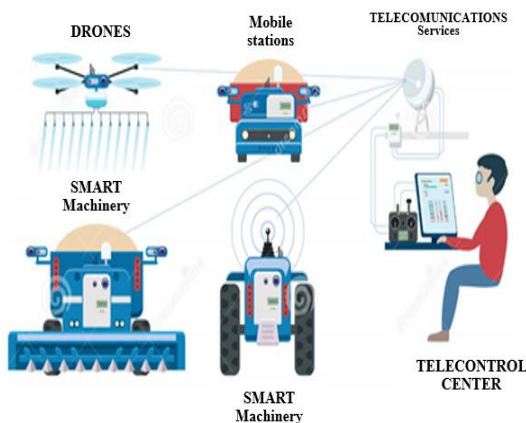 DRONES
Mobile
stations
TELECOMUNICATIONS
Services
SMART
Machinery
SMART
Machinery
TELECONTROL
CENTER